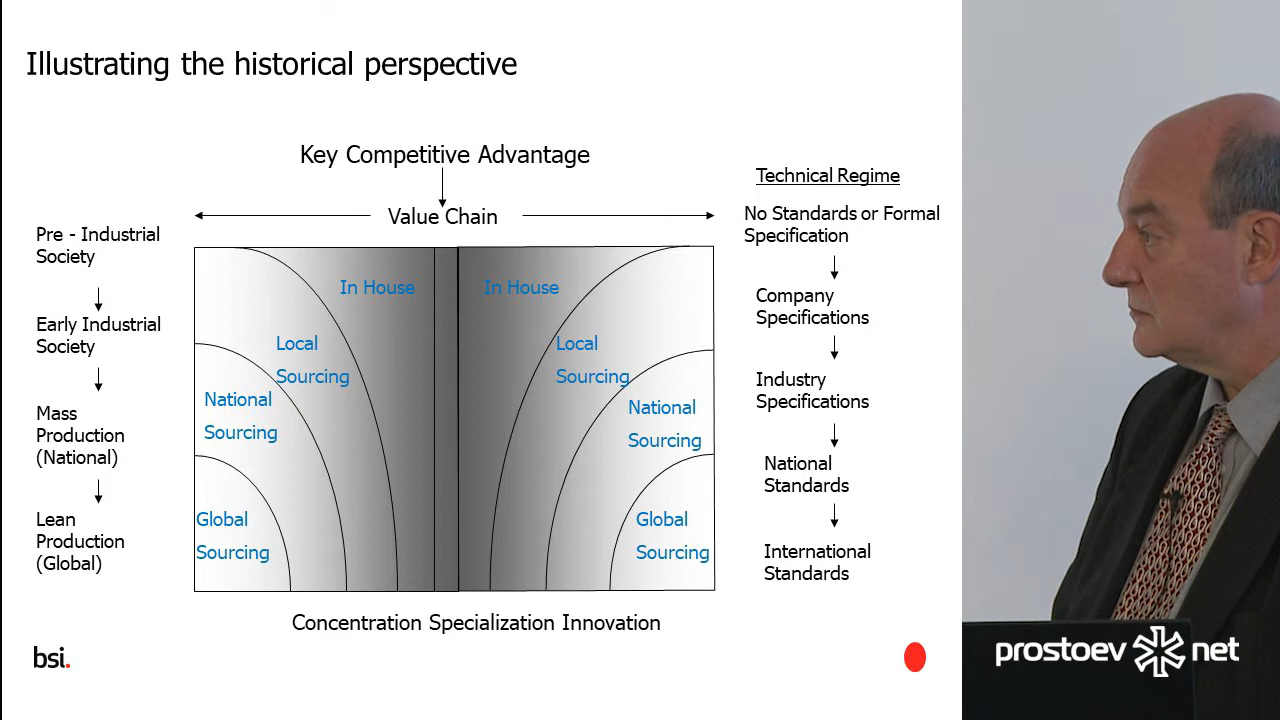 Illustrating the historical perspective
Key Competitive Advantage
Value Chain
Pre - Industrial
Society
Early Industrial
Society
Mass
Production
(National)
Lean
Production
(Global)
In House
Local
Sourcing
National
Sourcing
Global
Sourcing
In House
Local
Sourcing
National
Sourcing
Global
Sourcing
Technical Regime
No Standards or Formal
Specification
Company
Specifications
Industry
Specifications
National
Standards
International
Standards
Concentration Specialization Innovation
bsi.
prostoev net